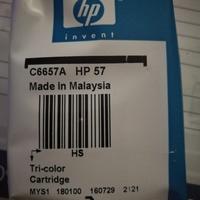 hp
invent
C6657A HP 57
Made in Malaysia
HS
Tri-color
Cartridge
MYS1 180100 160729 2121